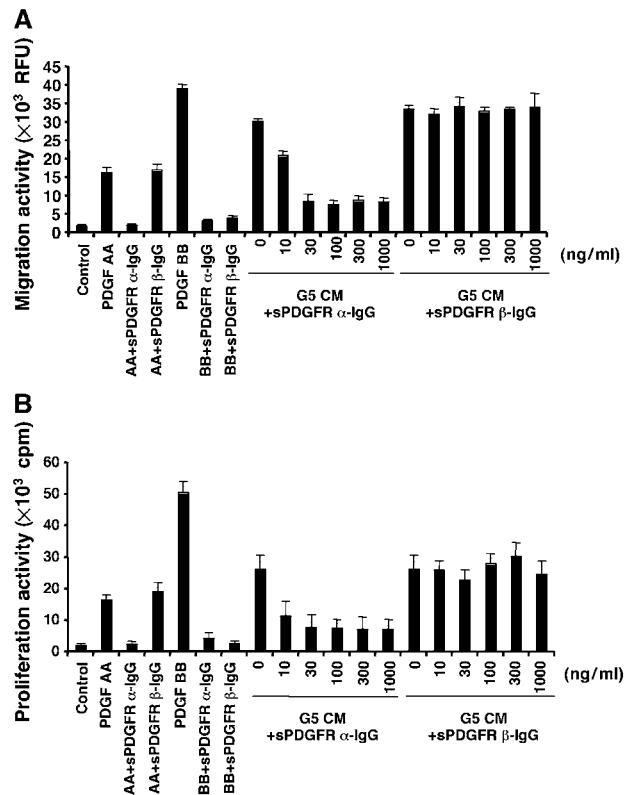 A
Migration activity (×10³ RFU)
45
40
35
30
25
20
15
10
5
0
Control
PDGF AA
AA+sPDGFR α-IgG
AA+sPDGFR β-IgG
PDGF BB
BB+sPDGFR α-IgG
BB+sPDGFR β-IgG
0
10
30
100
300
1000
0
10
30
100
300
1000
(ng/ml)
G5 CM
+sPDGFR α-IgG
G5 CM
+sPDGFR β-IgG
B
Proliferation activity (×10³ cpm)
60
50
40
30
20
10
0
Control
PDGF AA
AA+sPDGFR α-IgG
AA+sPDGFR β-IgG
PDGF BB
BB+sPDGFR α-IgG
BB+sPDGFR β-IgG
0
10
30
100
300
1000
0
10
30
100
300
1000
(ng/ml)
G5 CM
+sPDGFR α-IgG
G5 CM
+sPDGFR β-IgG